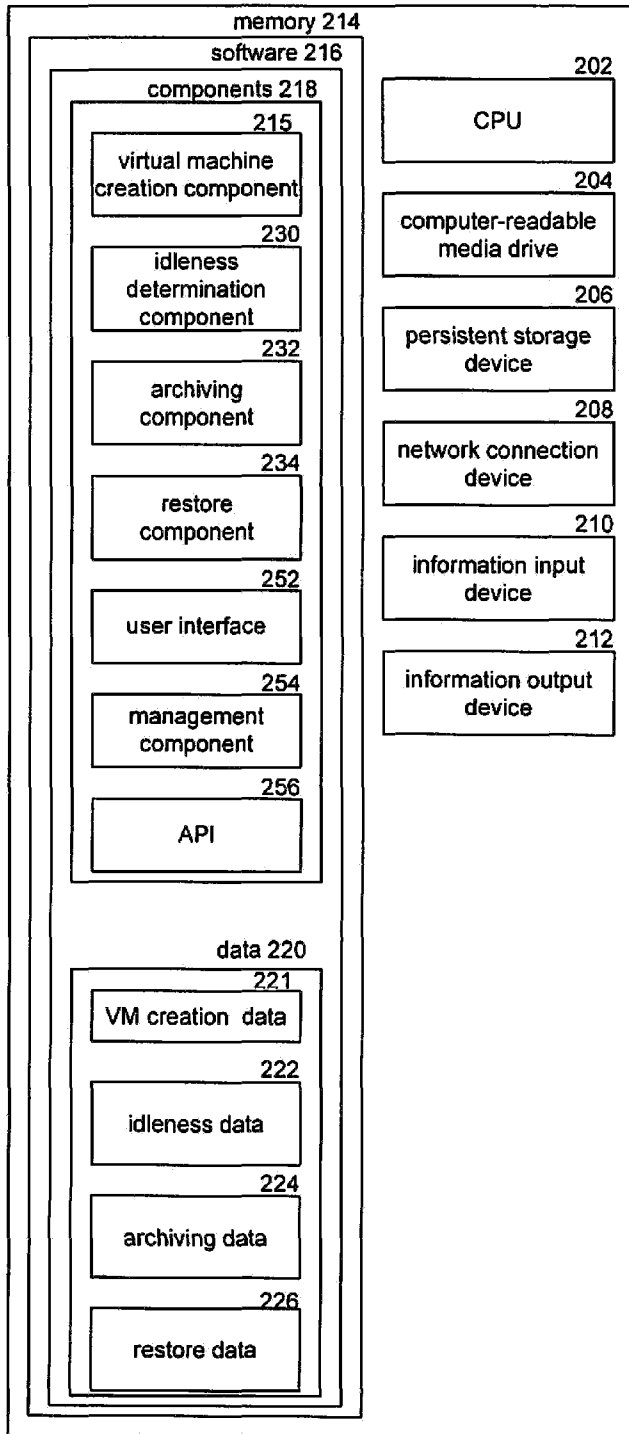 memory 214
software 216
components 218
215
virtual machine
creation component
230
idleness
determination
component
232
archiving
component
234
restore
component
252
user interface
254
management
component
256
API
data 220
221
VM creation data
222
idleness data
224
archiving data
226
restore data
202
CPU
204
computer-readable
media drive
206
persistent storage
device
208
network connection
device
210
information input
device
212
information output
device